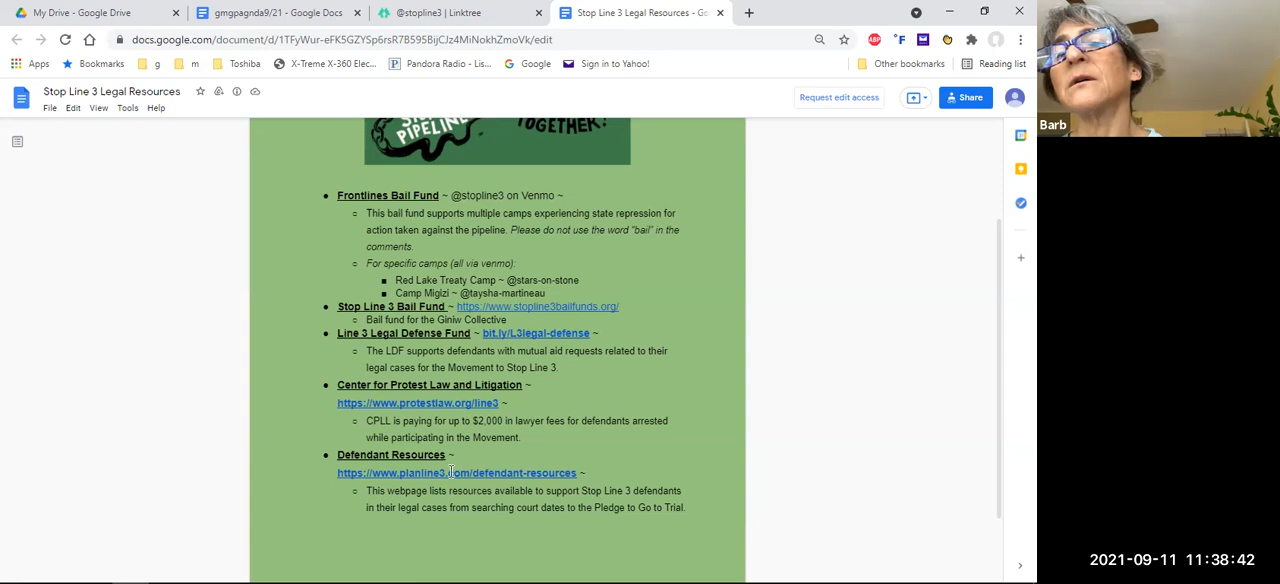 My Drive - Google Drive
gmgpagnda9/21 - Google Docs
@stopline3 | Linktree
Stop Line 3 Legal Resources - Go
docs.google.com/document/d/1TFyWur-eFK5GZYSp6rsR7B595BijCJz4MiNokhZmoVk/edit
Apps Bookmarks g m Toshiba X-Treme X-360 Elec... Pandora Radio - Lis... Google Sign in to Yahoo! Other bookmarks Reading list
Stop Line 3 Legal Resources
File Edit View Tools Help
Request edit access
Share
PIPELINE
TOGETHER!
Frontlines Bail Fund ~ @stopline3 on Venmo ~
This bail fund supports multiple camps experiencing state repression for
action taken against the pipeline. Please do not use the word "bail" in the
comments.
For specific camps (all via venmo):
Red Lake Treaty Camp ~ @stars-on-stone
Camp Migizi ~ @taysha-martineau
Stop Line 3 Bail Fund ~ https://www.stopline3bailfunds.org/
Bail fund for the Giniw Collective
Line 3 Legal Defense Fund ~ bit.ly/L3legal-defense ~
The LDF supports defendants with mutual aid requests related to their
legal cases for the Movement to Stop Line 3.
Center for Protest Law and Litigation ~
https://www.protestlaw.org/line3 ~
CPLL is paying for up to $2,000 in lawyer fees for defendants arrested
while participating in the Movement.
Defendant Resources ~
https://www.planline3.com/defendant-resources ~
This webpage lists resources available to support Stop Line 3 defendants
in their legal cases from searching court dates to the Pledge to Go to Trial.
Barb
2021-09-11 11:38:42